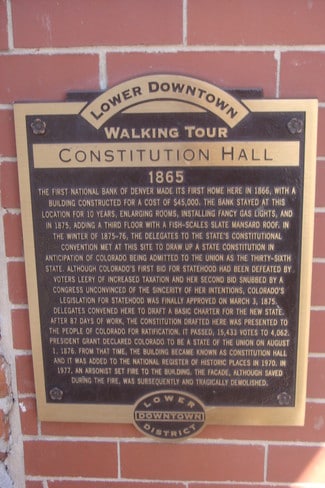 LOWER DOWNTOWN
WALKING TOUR
CONSTITUTION HALL
1865
THE FIRST NATIONAL BANK OF DENVER MADE ITS FIRST HOME HERE IN 1866, WITH A
BUILDING CONSTRUCTED FOR A COST OF $45,000. THE BANK STAYED AT THIS
LOCATION FOR 10 YEARS, ENLARGING ROOMS, INSTALLING FANCY GAS LIGHTS, AND
IN 1875, ADDING A THIRD FLOOR WITH A FISH-SCALES SLATE MANSARD ROOF. IN
THE WINTER OF 1875-76, THE DELEGATES TO THE STATE'S CONSTITUTIONAL
CONVENTION MET AT THIS SITE TO DRAW UP A STATE CONSTITUTION IN
ANTICIPATION OF COLORADO BEING ADMITTED TO THE UNION AS THE THIRTY-SIXTH
STATE. ALTHOUGH COLORADO'S FIRST BID FOR STATEHOOD HAD BEEN DEFEATED BY
VOTERS LEERY OF INCREASED TAXATION AND HER SECOND BID SNUBBED BY A
CONGRESS UNCONVINCED OF THE SINCERITY OF HER INTENTIONS, COLORADO'S
LEGISLATION FOR STATEHOOD WAS FINALLY APPROVED ON MARCH 3, 1875.
DELEGATES CONVENED HERE TO DRAFT A BASIC CHARTER FOR THE NEW STATE.
AFTER 87 DAYS OF WORK, THE CONSTITUTION DRAFTED HERE WAS PRESENTED TO
THE PEOPLE OF COLORADO FOR RATIFICATION. IT PASSED, 15,433 VOTES TO 4,062.
PRESIDENT GRANT DECLARED COLORADO TO BE A STATE OF THE UNION ON AUGUST
1, 1876. FROM THAT TIME, THE BUILDING BECAME KNOWN AS CONSTITUTION HALL
AND IT WAS ADDED TO THE NATIONAL REGISTER OF HISTORIC PLACES IN 1970. IN
1977, AN ARSONIST SET FIRE TO THE BUILDING. THE FACADE, ALTHOUGH SAVED
DURING THE FIRE, WAS SUBSEQUENTLY AND TRAGICALLY DEMOLISHED.
LOWER
DOWNTOWN
DISTRICT